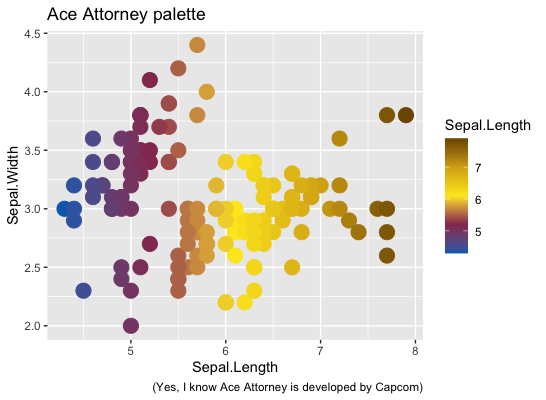 Ace Attorney palette
4.5
4.0
3.5
3.0
2.5
2.0
Sepal.Width
5
6
7
8
Sepal.Length
(Yes, I know Ace Attorney is developed by Capcom)
Sepal.Length
7
6
5